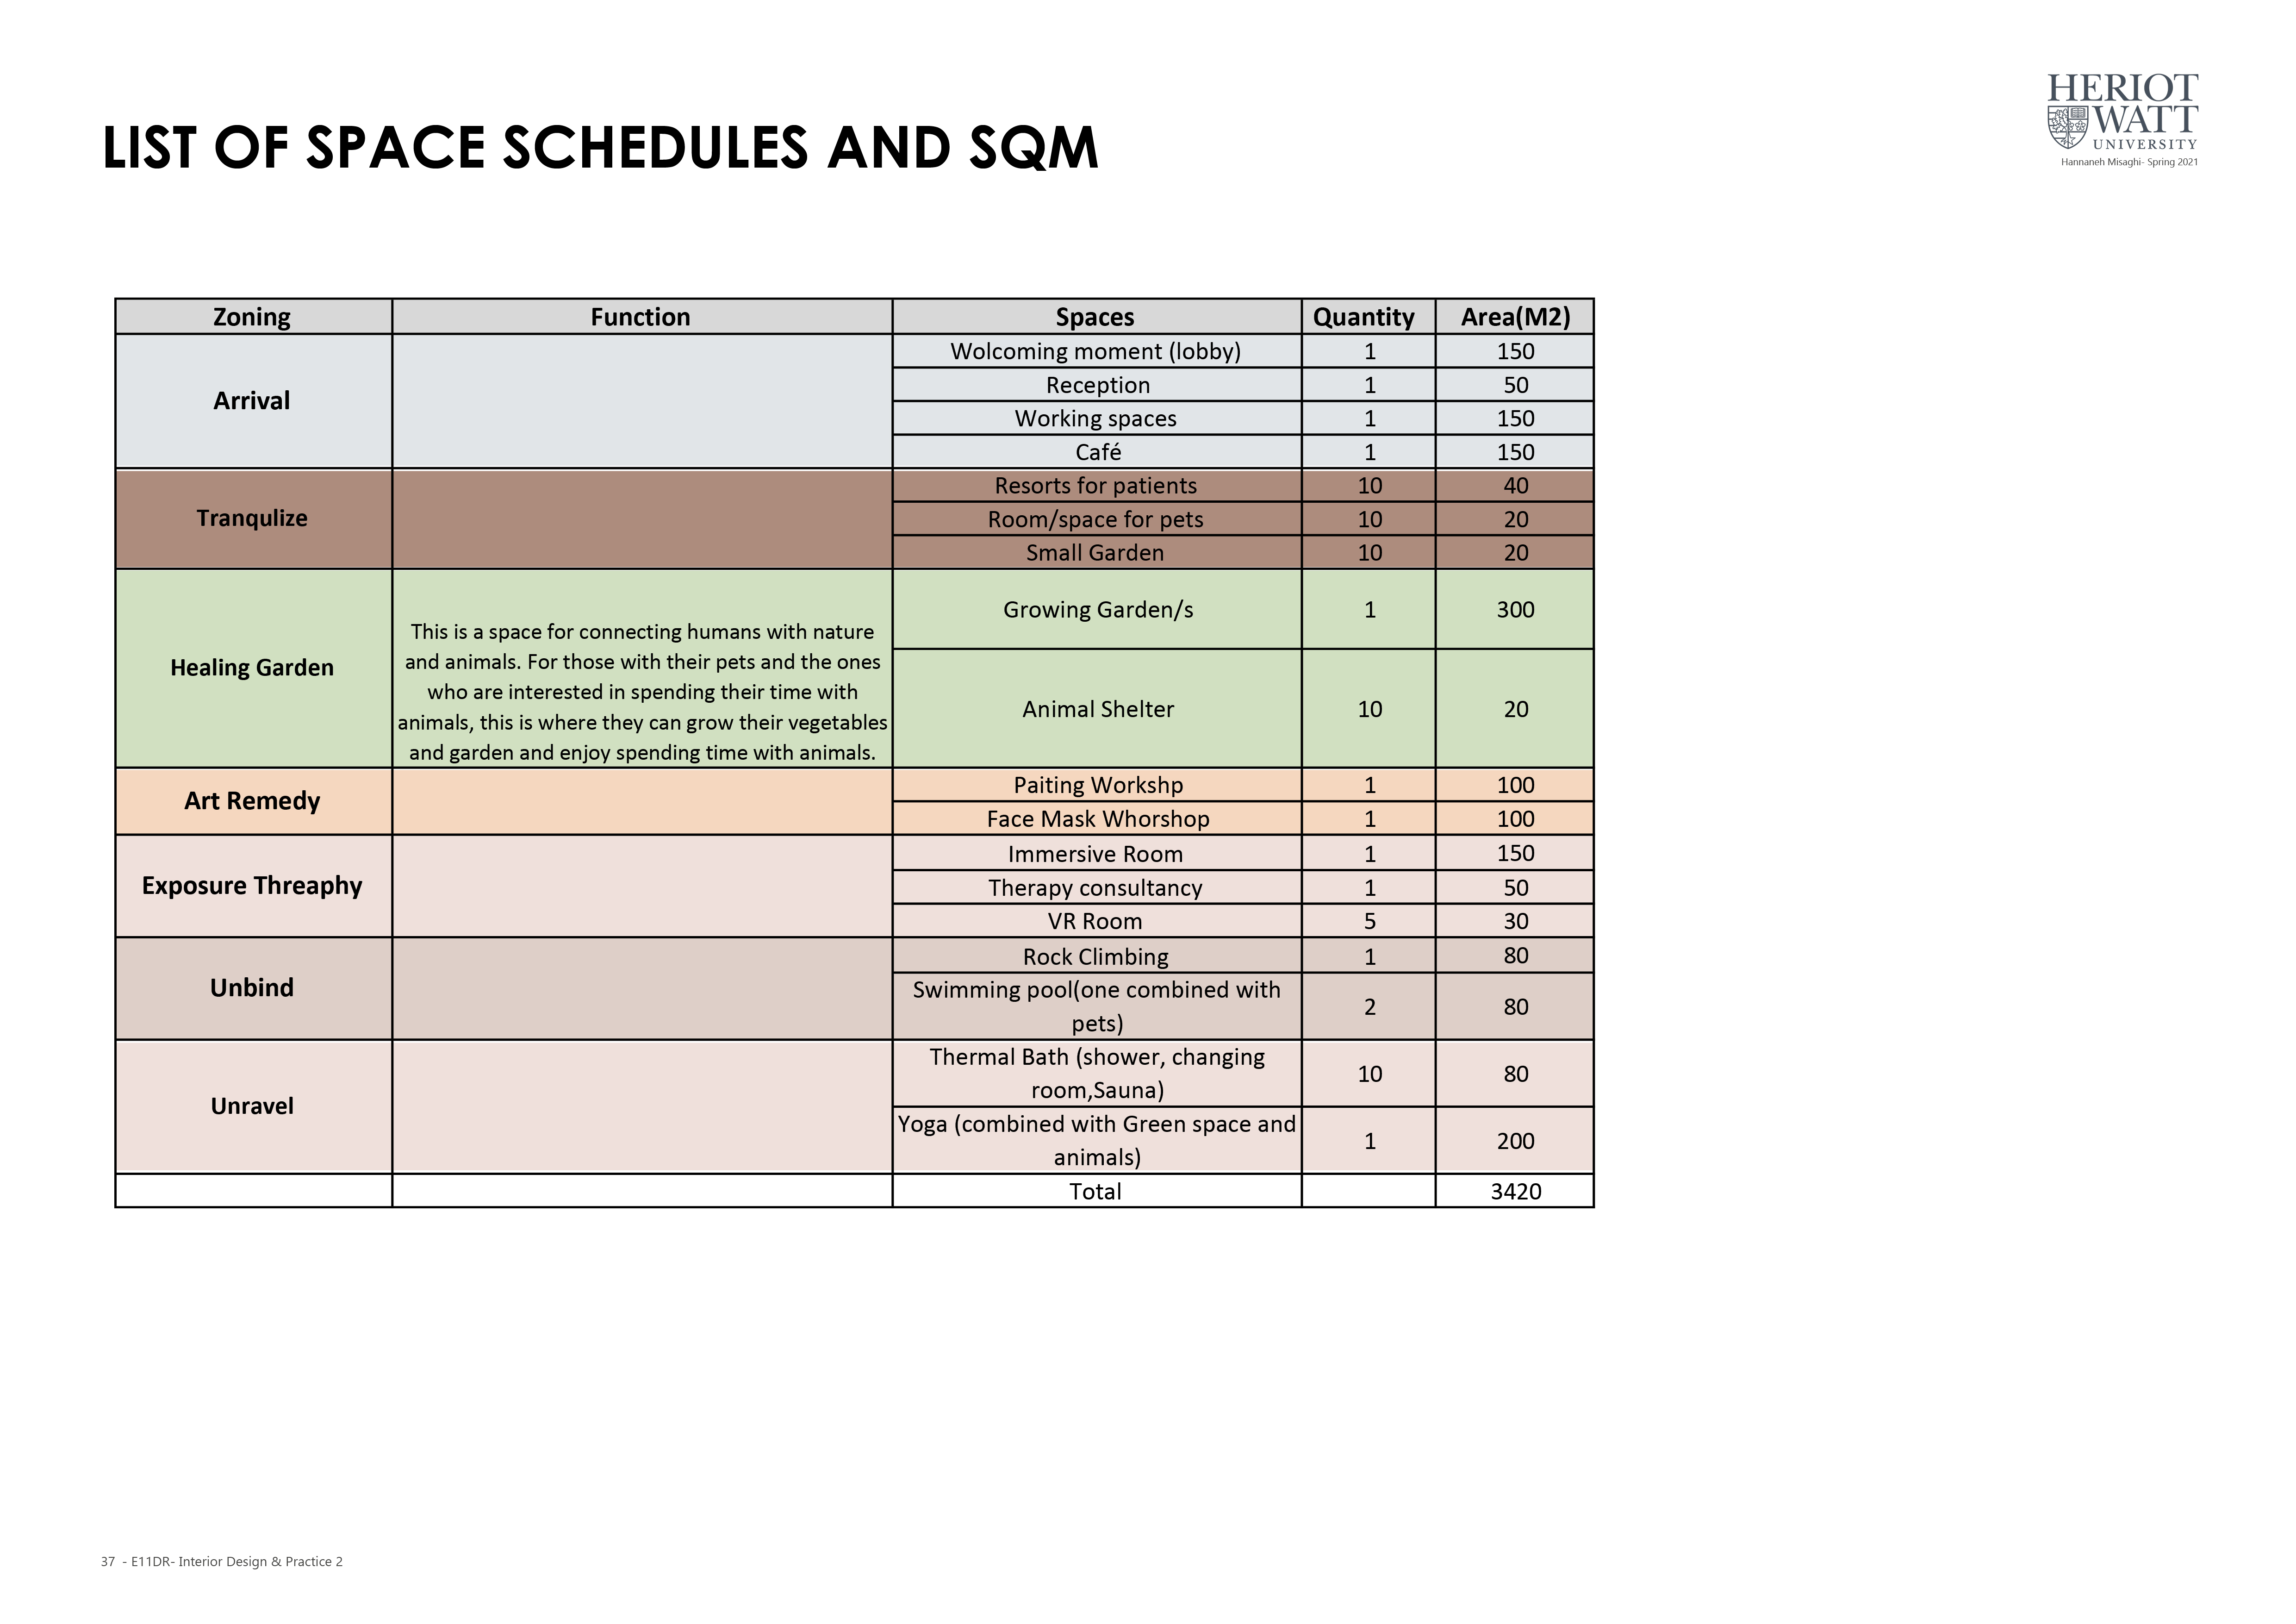 HERIOT
WATT
UNIVERSITY
Hannaneh Misaghi- Spring 2021
LIST OF SPACE SCHEDULES AND SQM
Zoning Function Spaces Quantity Area(M2)
Arrival
Wolcoming moment (lobby) 1 150
Reception 1 50
Working spaces 1 150
Café 1 150
Tranqulize
Resorts for patients 10 40
Room/space for pets 10 20
Small Garden 10 20
Healing Garden
This is a space for connecting humans with nature
and animals. For those with their pets and the ones
who are interested in spending their time with
animals, this is where they can grow their vegetables
and garden and enjoy spending time with animals.
Growing Garden/s 1 300
Animal Shelter 10 20
Art Remedy
Paiting Workshp 1 100
Face Mask Whorshop 1 100
Exposure Threaphy
Immersive Room 1 150
Therapy consultancy 1 50
VR Room 5 30
Unbind
Rock Climbing 1 80
Swimming pool(one combined with
pets) 2 80
Unravel
Thermal Bath (shower, changing
room,Sauna) 10 80
Yoga (combined with Green space and
animals) 1 200
Total 3420
37 - E11DR- Interior Design & Practice 2